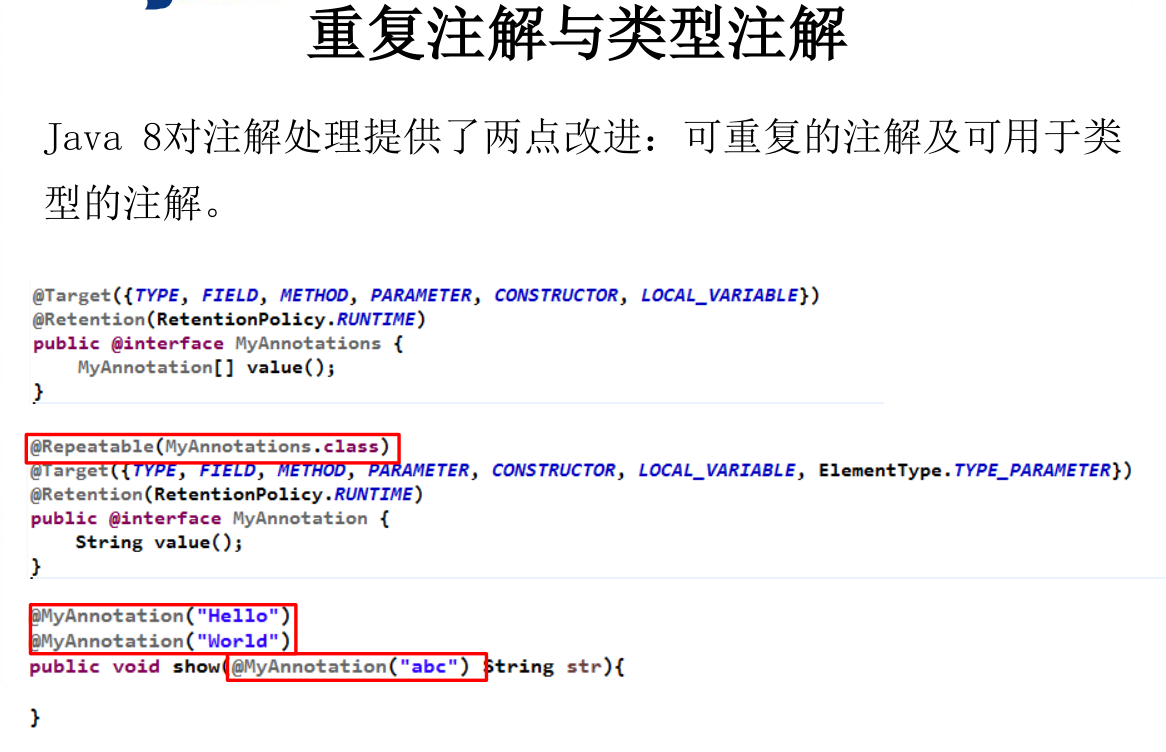 重复注解与类型注解
Java 8对注解处理提供了两点改进：可重复的注解及可用于类
型的注解。
@Target({TYPE, FIELD, METHOD, PARAMETER, CONSTRUCTOR, LOCAL_VARIABLE})
@Retention(RetentionPolicy.RUNTIME)
public @interface MyAnnotations {
    MyAnnotation[] value();
}
@Repeatable(MyAnnotations.class)
@Target({TYPE, FIELD, METHOD, PARAMETER, CONSTRUCTOR, LOCAL_VARIABLE, ElementType.TYPE_PARAMETER})
@Retention(RetentionPolicy.RUNTIME)
public @interface MyAnnotation {
    String value();
}
@MyAnnotation("Hello")
@MyAnnotation("World")
public void show(@MyAnnotation("abc") String str){
}